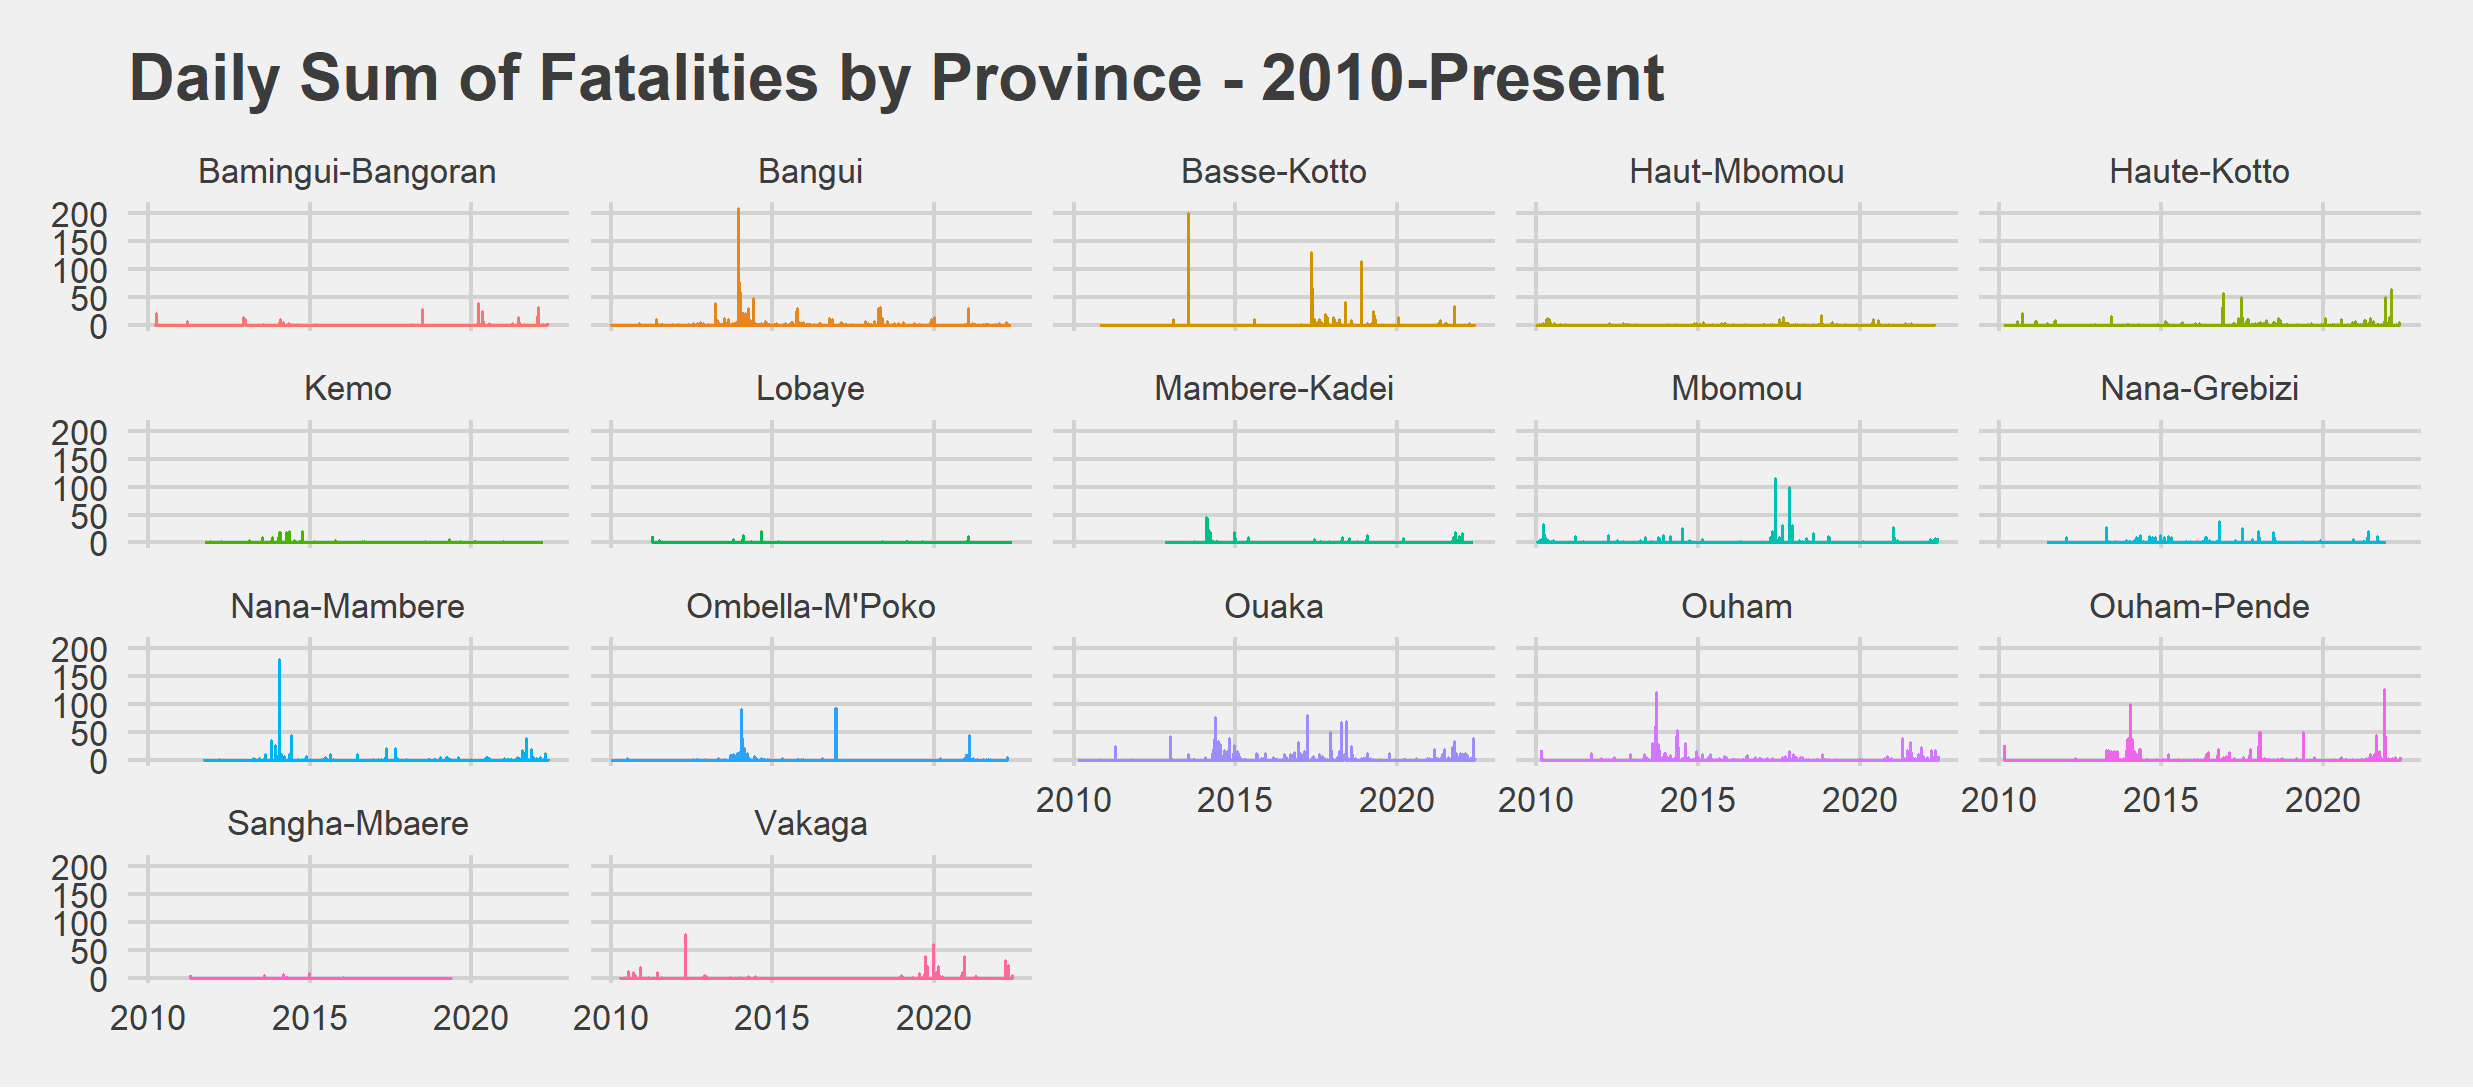 Daily Sum of Fatalities by Province - 2010-Present
Bamingui-Bangoran Bangui Basse-Kotto Haut-Mbomou Haute-Kotto
200
150
100
50
0
Kemo Lobaye Mambere-Kadei Mbomou Nana-Grebizi
200
150
100
50
0
Nana-Mambere Ombella-M'Poko Ouaka Ouham Ouham-Pende
200
150
100
50
0
2010 2015 2020 2010 2015 2020 2010 2015 2020
Sangha-Mbaere Vakaga
200
150
100
50
0
2010 2015 2020 2010 2015 2020